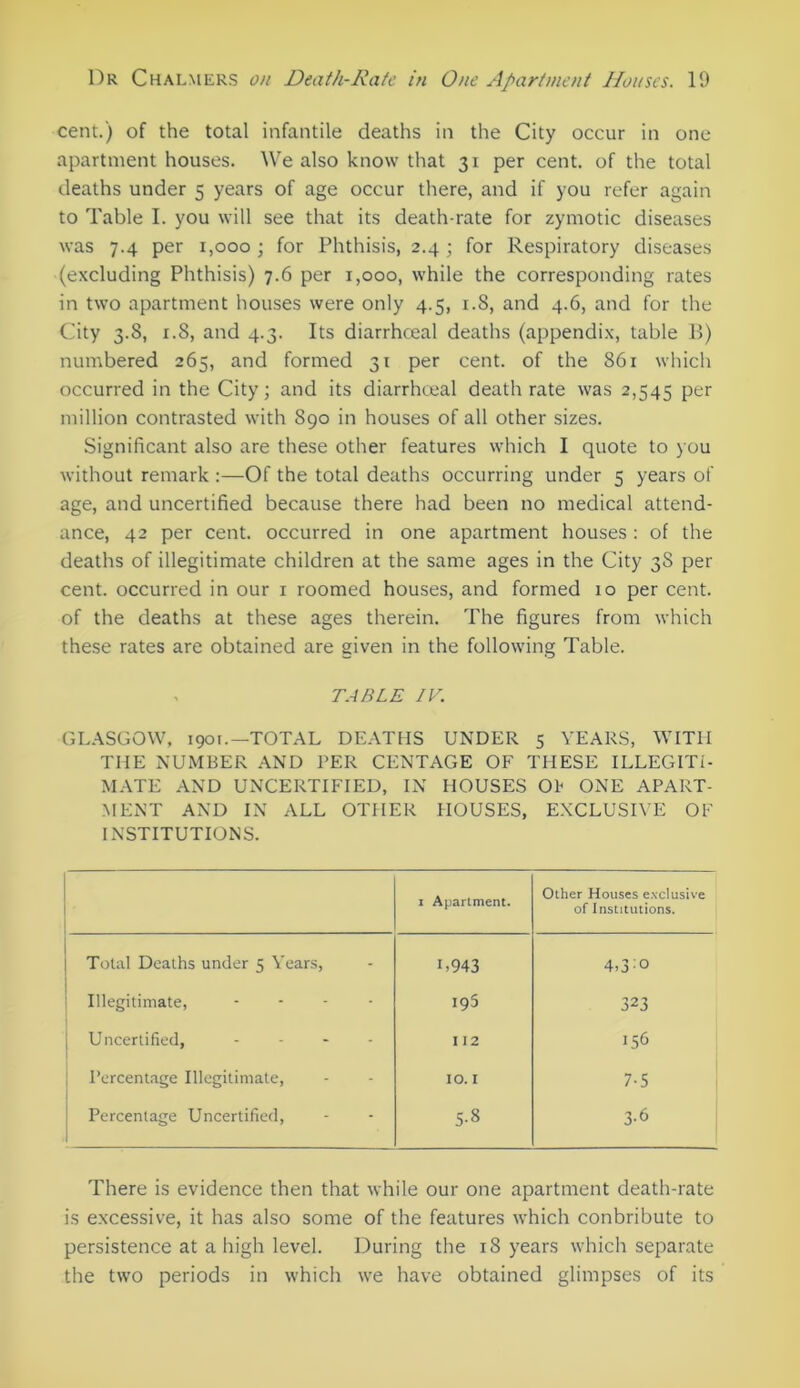 DR CHALMERS on Death-Rate in One Apartment Houses. 19
cent.) of the total infantile deaths in the City occur in one
apartment houses. We also know that 31 per cent. of the total
deaths under 5 years of age occur there, and if you refer again
to Table I. you will see that its death-rate for zymotic diseases
was 7.4 per 1,000; for Phthisis, 2.4; for Respiratory diseases
(excluding Phthisis) 7.6 per 1,000, while the corresponding rates
in two apartment houses were only 4.5, 1.8, and 4.6, and for the
City 3.8, 1.8, and 4.3. Its diarrhœal deaths (appendix, table B)
numbered 265, and formed 31 per cent. of the 861 which
occurred in the City; and its diarrhœal death rate was 2,545 per
million contrasted with 890 in houses of all other sizes.
Significant also are these other features which I quote to you
without remark:—Of the total deaths occurring under 5 years of
age, and uncertified because there had been no medical attend-
ance, 42 per cent. occurred in one apartment houses: of the
deaths of illegitimate children at the same ages in the City 38 per
cent. occurred in our 1 roomed houses, and formed 10 per cent.
of the deaths at these ages therein. The figures from which
these rates are obtained are given in the following Table.
TABLE IV.
GLASGOW, 1901.—TOTAL DEATHS UNDER 5 YEARS, WITH
THE NUMBER AND PER CENTAGE OF THESE ILLEGITI-
MATE AND UNCERTIFIED, IN HOUSES OF ONE APART-
MENT AND IN ALL OTHER HOUSES, EXCLUSIVE OF
INSTITUTIONS.
1 Apartment. Other Houses exclusive
of Institutions.
Total Deaths under 5 Years, - 1,943
Illegitimate, - - - - 323
Uncertified, - - - - 112 156
Percentage Illegitimate, - - 10.1 7.5
Percentage Uncertified, - - 5.8 3.6
There is evidence then that while our one apartment death-rate
is excessive, it has also some of the features which conbribute to
persistence at a high level. During the 18 years which separate
the two periods in which we have obtained glimpses of its